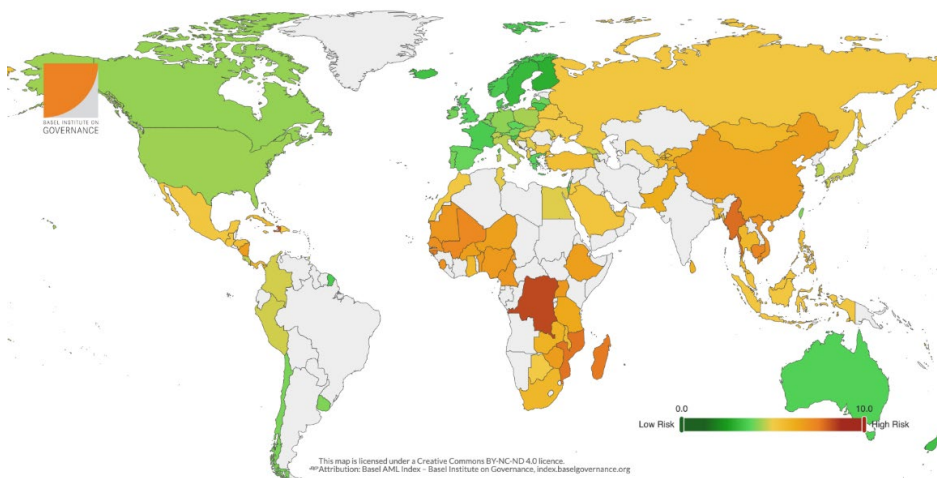 BASEL INSTITUTE ON
GOVERNANCE
0.0
10.0
Low Risk
High Risk
This map is licensed under a Creative Commons BY-NC-ND 4.0 licence.
Attribution: Basel AML Index – Basel Institute on Governance, index.baselgovernance.org